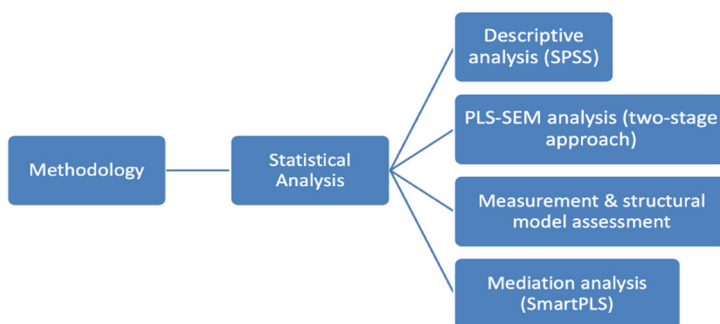 Methodology
Statistical
Analysis
Descriptive
analysis (SPSS)
PLS-SEM analysis (two-stage
approach)
Measurement & structural
model assessment
Mediation analysis
(SmartPLS)